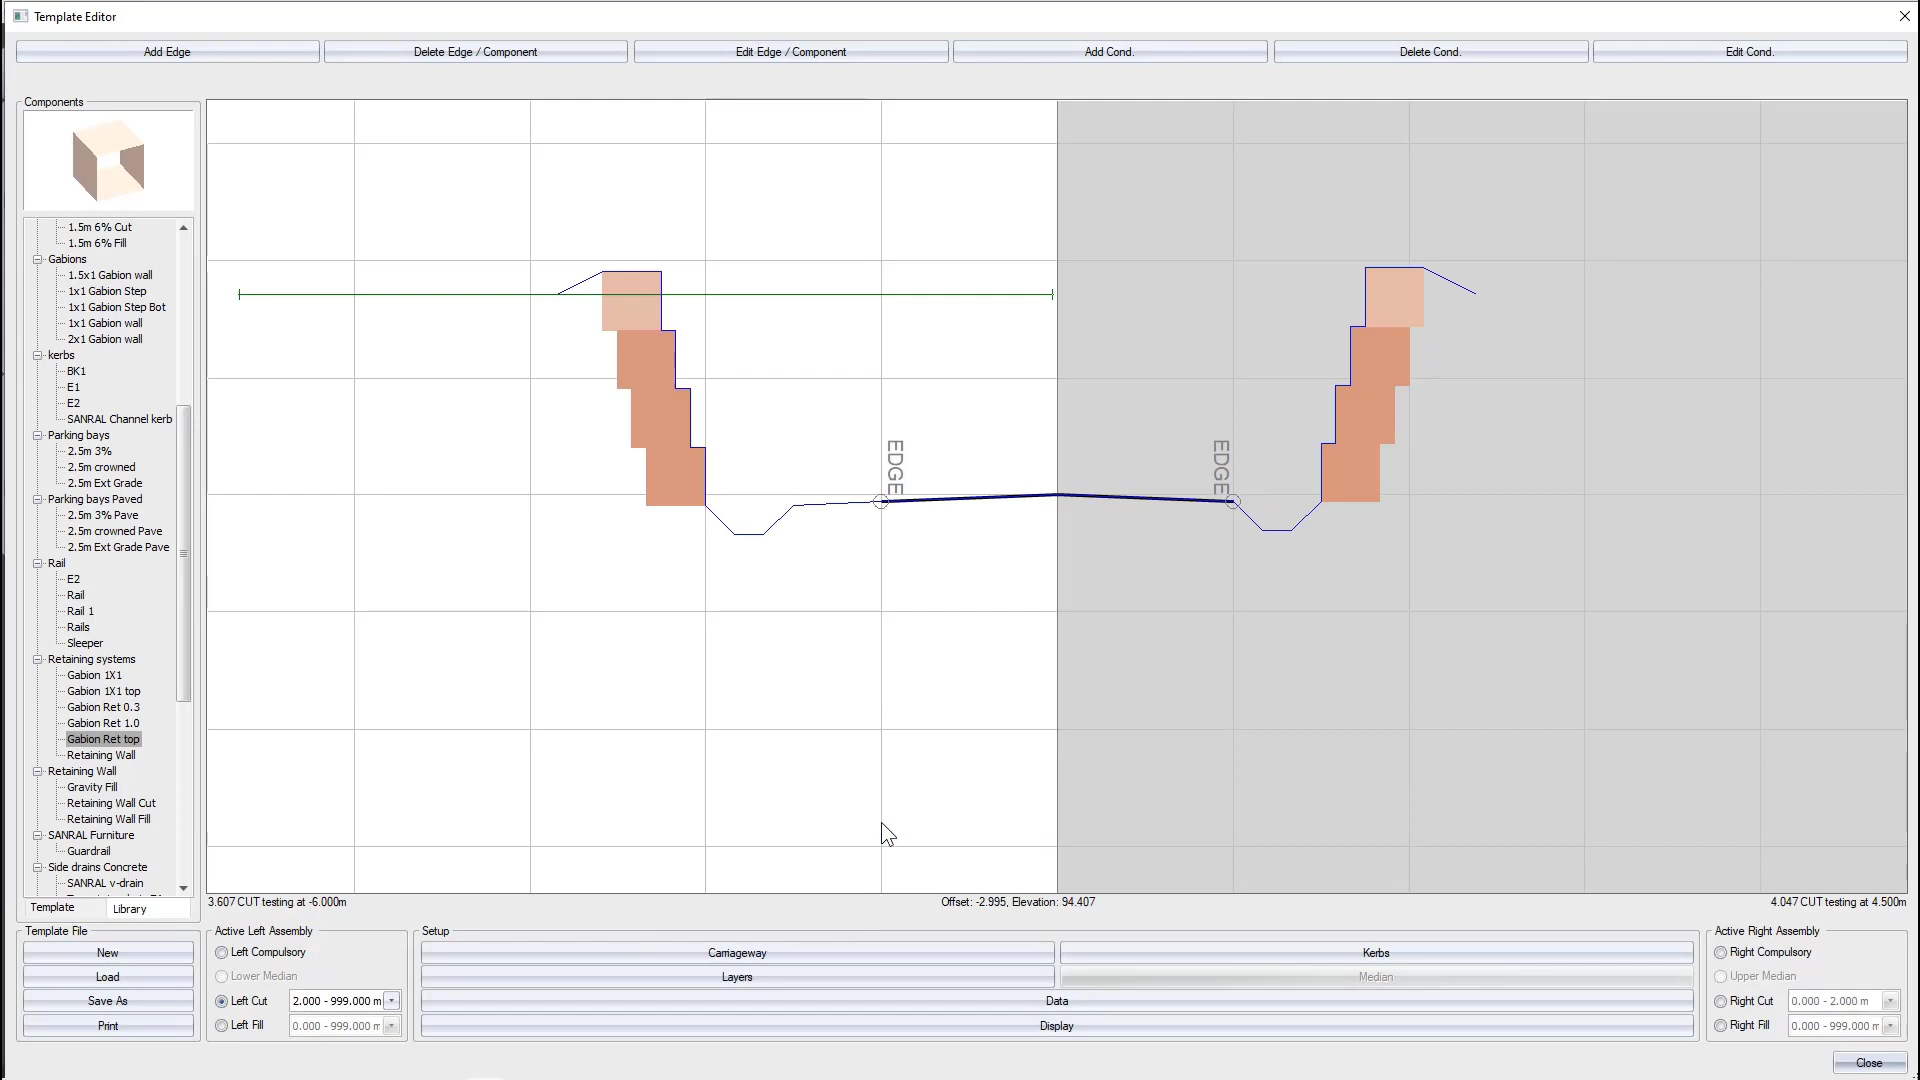 Template Editor
Add Edge
Delete Edge / Component
Edit Edge / Component
Add Cond.
Delete Cond.
Edit Cond.
Components
1.5m 6% Cut
1.5m 6% Fill
Gabions
1.5x1 Gabion wall
1x1 Gabion Step
1x1 Gabion Step Bot
1x1 Gabion wall
2x1 Gabion wall
kerbs
BK1
E1
E2
SANRAL Channel kerb
Parking bays
2.5m 3%
2.5m crowned
2.5m Ext Grade
Parking bays Paved
2.5m 3% Pave
2.5m crowned Pave
2.5m Ext Grade Pave
Rail
E2
Rail
Rail 1
Rails
Sleeper
Retaining systems
Gabion 1X1
Gabion 1X1 top
Gabion Ret 0.3
Gabion Ret 1.0
Gabion Ret top
Retaining Wall
Retaining Wall
Gravity Fill
Retaining Wall Cut
Retaining Wall Fill
SANRAL Furniture
Guardrail
Side drains Concrete
SANRAL v-drain
Template
Library
EDGE
EDGE
3.607 CUT testing at -6.000m
Offset: -2.995, Elevation: 94.407
4.047 CUT testing at 4.500m
Template File
New
Load
Save As
Print
Active Left Assembly
Left Compulsory
Lower Median
Left Cut
2.000 - 999.000 m
Left Fill
0.000 - 999.000 m
Setup
Carriageway
Kerbs
Layers
Median
Data
Display
Active Right Assembly
Right Compulsory
Upper Median
Right Cut
0.000 - 2.000 m
Right Fill
0.000 - 999.000 m
Close